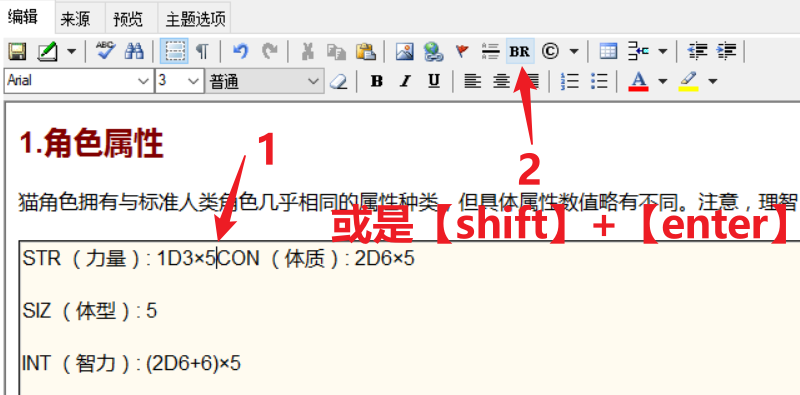 编辑 来源 预览 主题选项
ABC ¶ BR ©
Arial 3 普通 B I U A
1.角色属性
1
2
猫角色拥有与标准人类角色几乎相同的属性种类，但具体属性数值略有不同。注意，理智
或是【shift】+【enter】
STR（力量）: 1D3×5CON（体质）: 2D6×5
SIZ（体型）: 5
INT（智力）: (2D6+6)×5